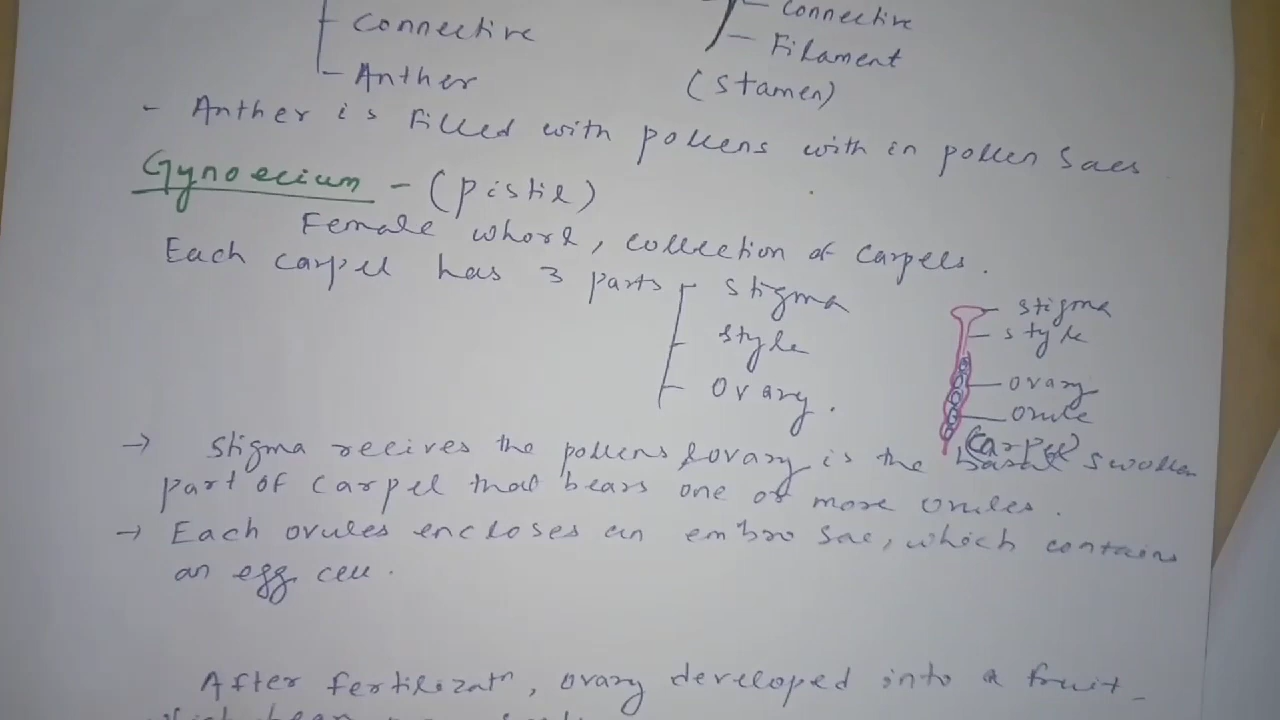 Connective
Connective
Filament
- Anther
(Stamen)
- Anther is filled with pollens with in pollen Sacs
Gynoecium - (pistil)
Female whorl, collection of carpels.
Each carpel has 3 parts
Stigma
Style
Ovary.
Stigma
style
ovary
ovule
(carpel)
→ Stigma recives the pollens & ovary is the basal swollen
part of carpel that bears one or more ovules.
→ Each ovules encloses an embro sac, which contains
an egg cell.
After fertilizatn, ovary developed into a fruit